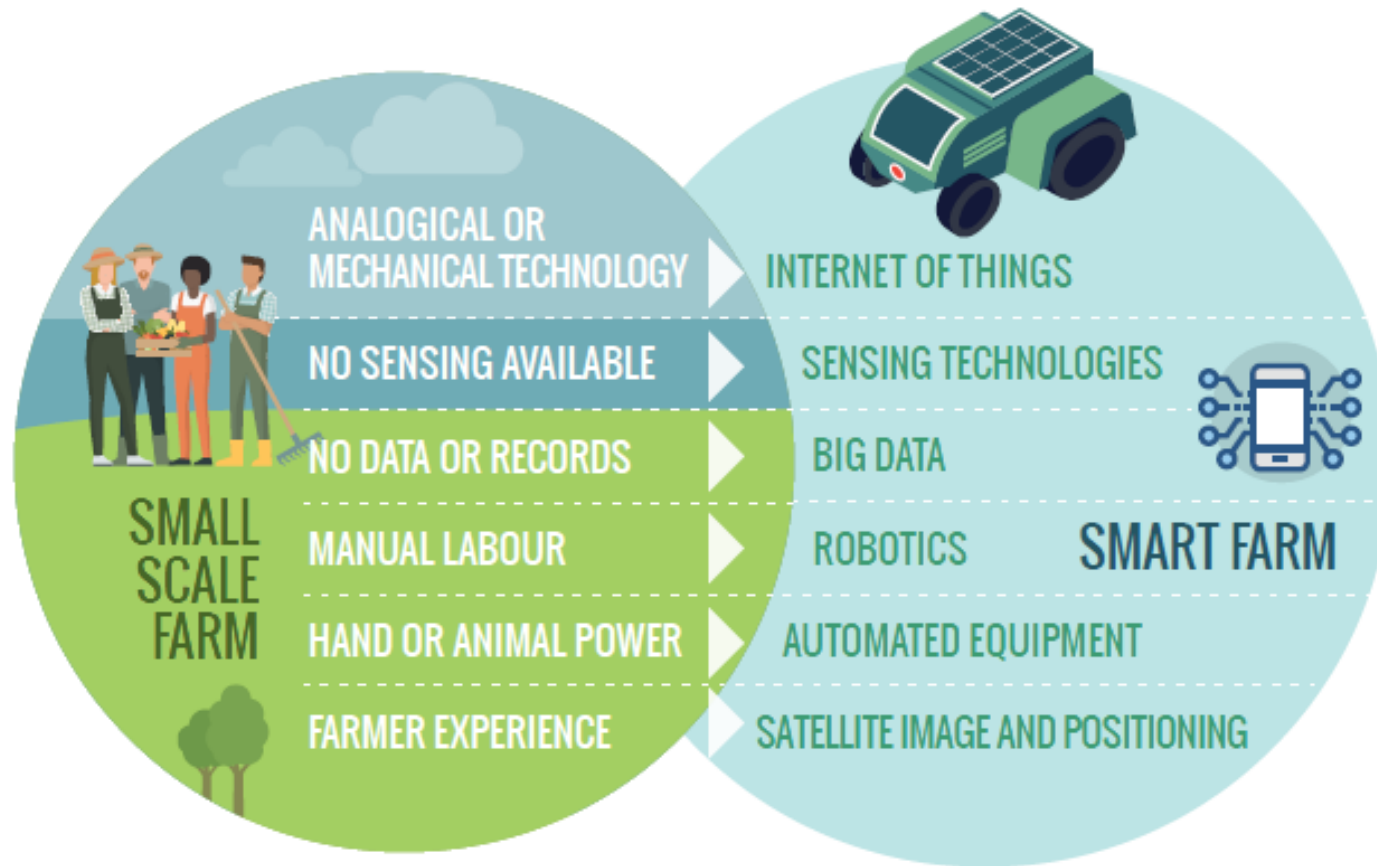 ANALOGICAL OR
MECHANICAL TECHNOLOGY
INTERNET OF THINGS
NO SENSING AVAILABLE
SENSING TECHNOLOGIES
NO DATA OR RECORDS
BIG DATA
SMALL
SCALE
FARM
MANUAL LABOUR
ROBOTICS
SMART FARM
HAND OR ANIMAL POWER
AUTOMATED EQUIPMENT
FARMER EXPERIENCE
SATELLITE IMAGE AND POSITIONING